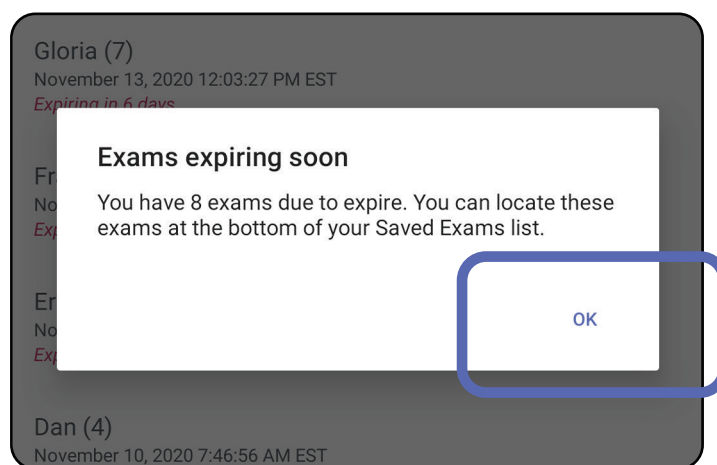 Gloria (7)
November 13, 2020 12:03:27 PM EST
Expiring in 6 days
Exams expiring soon
You have 8 exams due to expire. You can locate these
exams at the bottom of your Saved Exams list.
OK
Dan (4)
November 10, 2020 7:46:56 AM EST